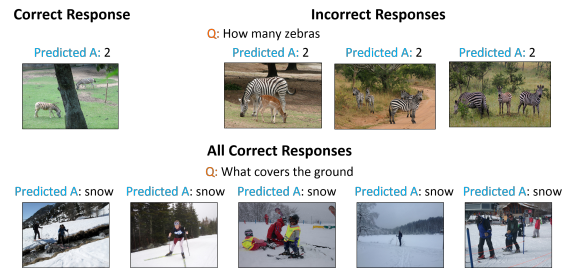 Correct Response
Incorrect Responses
Q: How many zebras
Predicted A: 2
Predicted A: 2
Predicted A: 2
Predicted A: 2
All Correct Responses
Q: What covers the ground
Predicted A: snow
Predicted A: snow
Predicted A: snow
Predicted A: snow
Predicted A: snow